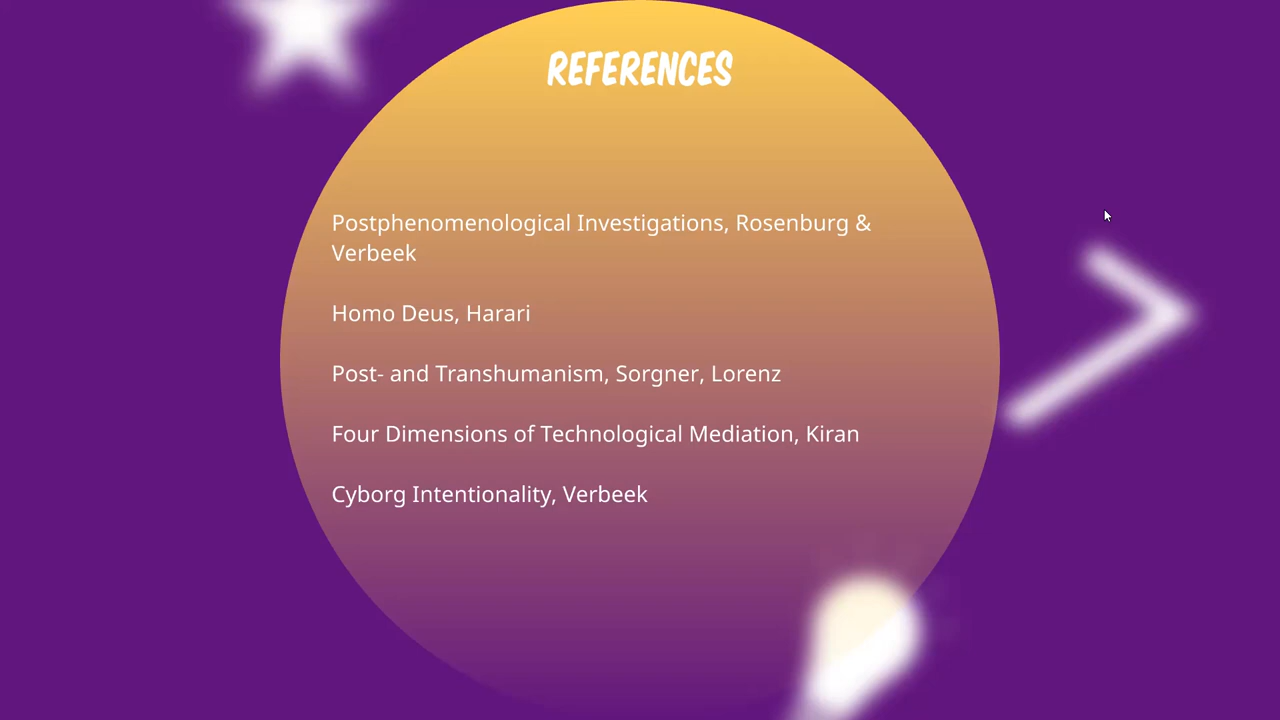 REFERENCES
Postphenomenological Investigations, Rosenburg &
Verbeek
Homo Deus, Harari
Post- and Transhumanism, Sorgner, Lorenz
Four Dimensions of Technological Mediation, Kiran
Cyborg Intentionality, Verbeek